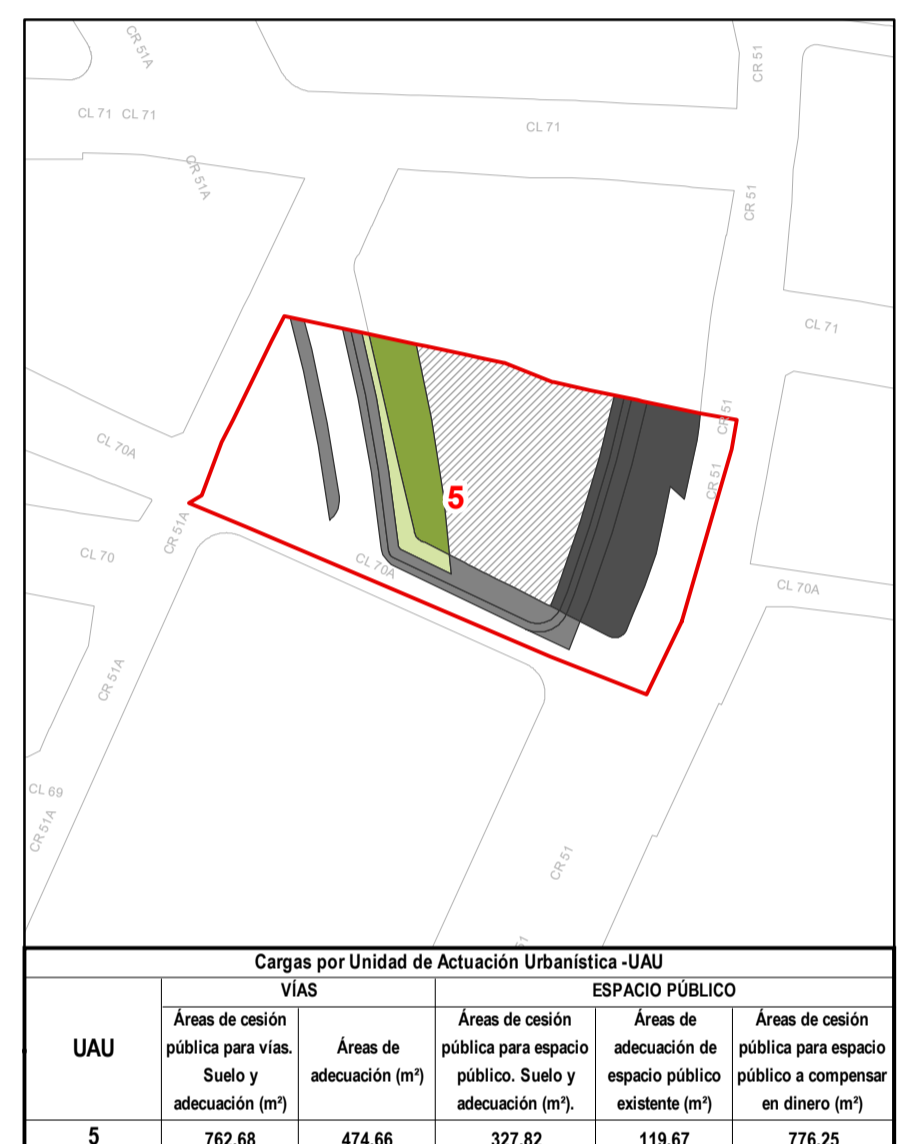 CR 51A
CR 51
CL 71 CL 71
CL 71
CR 51A
CR 51
CL 71
CR 51
CL 70A
CR 51
5
CR 51A
CL 70
CL 70A
CL 70A
CR 51A
CL 69
CR 51A
CR 51
51
Cargas por Unidad de Actuación Urbanística -UAU
UAU
VÍAS
ESPACIO PÚBLICO
Áreas de cesión
pública para vías.
Suelo y
adecuación (m²)
Áreas de
adecuación (m²)
Áreas de cesión
pública para espacio
público. Suelo y
adecuación (m²).
Áreas de
adecuación de
espacio público
existente (m²)
Áreas de cesión
pública para espacio
público a compensar
en dinero (m²)
5 762,68 474,66 327,82 119,67 776,25